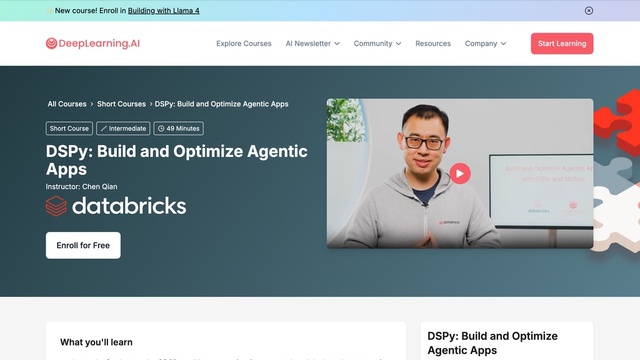 New course! Enroll in Building with Llama 4
DeepLearning.AI
Explore Courses
AI Newsletter
Community
Resources
Company
Start Learning
All Courses > Short Courses > DSPy: Build and Optimize Agentic Apps
Short Course
Intermediate
49 Minutes
DSPy: Build and Optimize Agentic
Apps
Instructor: Chen Qian
databricks
Enroll for Free
What you'll learn
DSPy: Build and Optimize
Agentic Apps